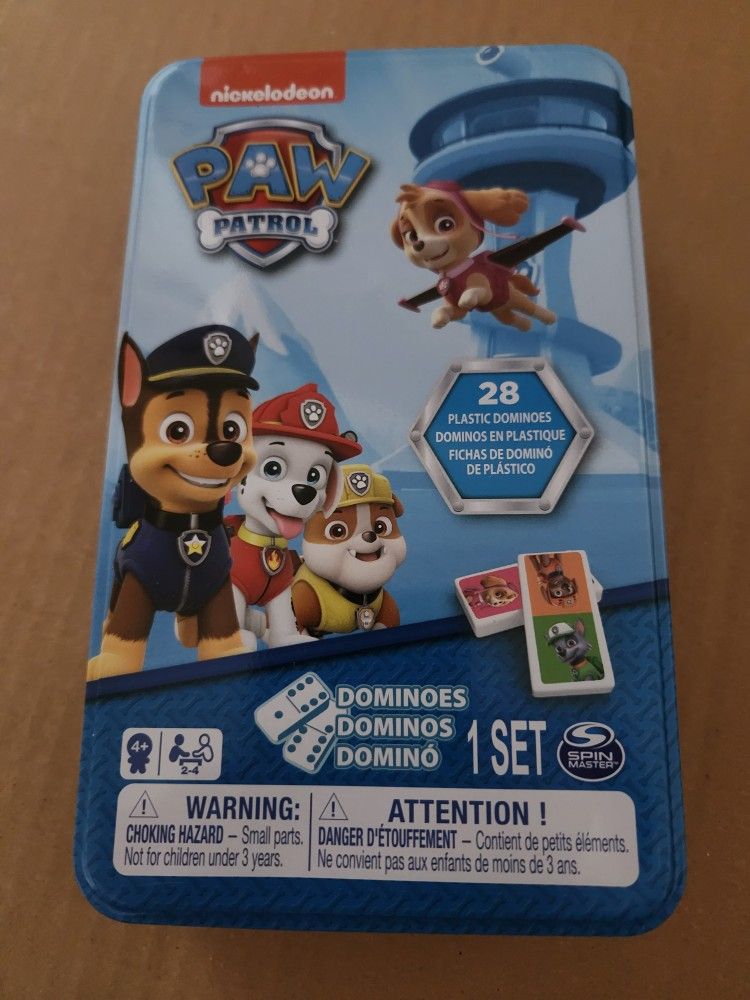 nickelodeon
PAW
PATROL
28
PLASTIC DOMINOES
DOMINOS EN PLASTIQUE
FICHAS DE DOMINÓ
DE PLÁSTICO
DOMINOES
DOMINOS
DOMINÓ
1 SET
SPIN
MASTER™
4+
2-4
WARNING:
CHOKING HAZARD – Small parts.
Not for children under 3 years.
ATTENTION !
DANGER D'ÉTOUFFEMENT – Contient de petits éléments.
Ne convient pas aux enfants de moins de 3 ans.